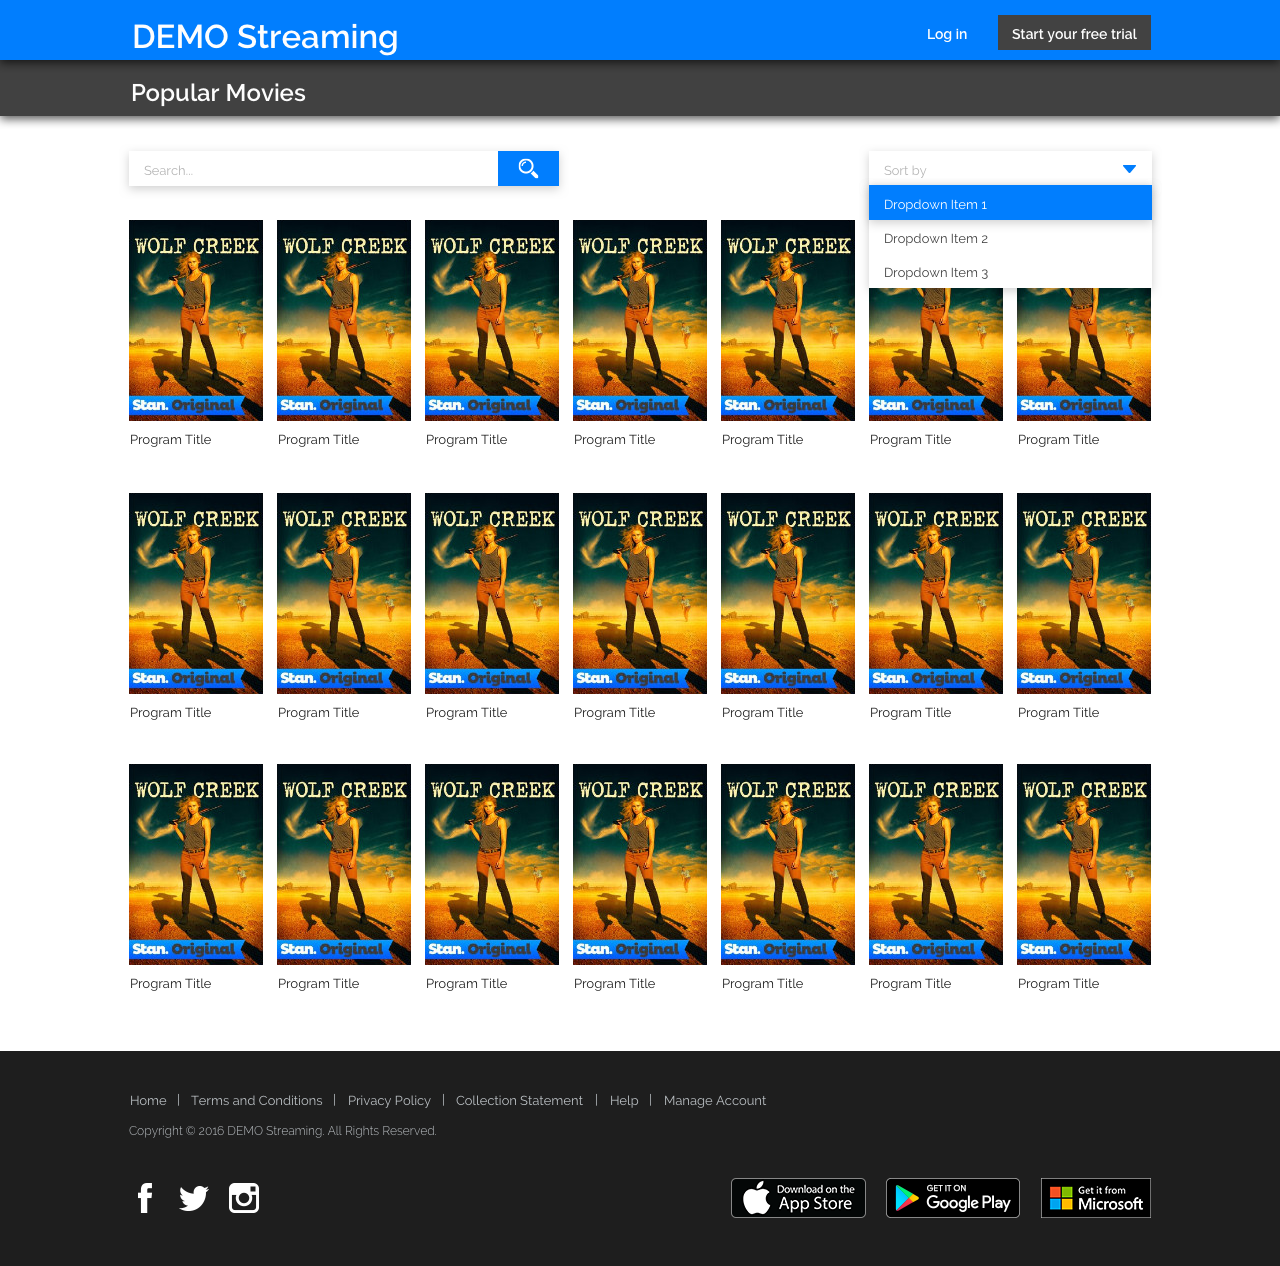 DEMO Streaming
Log in
Start your free trial
Popular Movies
Search...
Sort by
Dropdown Item 1
Dropdown Item 2
Dropdown Item 3
WOLF CREEK WOLF CREEK WOLF CREEK WOLF CREEK WOLF CREEK
Stan. Original Stan. Original Stan. Original Stan. Original Stan. Original Stan. Original Stan. Original
Program Title Program Title Program Title Program Title Program Title Program Title Program Title
WOLF CREEK WOLF CREEK WOLF CREEK WOLF CREEK WOLF CREEK WOLF CREEK WOLF CREEK
Stan. Original Stan. Original Stan. Original Stan. Original Stan. Original Stan. Original Stan. Original
Program Title Program Title Program Title Program Title Program Title Program Title Program Title
WOLF CREEK WOLF CREEK WOLF CREEK WOLF CREEK WOLF CREEK WOLF CREEK WOLF CREEK
Stan. Original Stan. Original Stan. Original Stan. Original Stan. Original Stan. Original Stan. Original
Program Title Program Title Program Title Program Title Program Title Program Title Program Title
Home | Terms and Conditions | Privacy Policy | Collection Statement | Help | Manage Account
Copyright © 2016 DEMO Streaming. All Rights Reserved.
Download on the
App Store
GET IT ON
Google Play
Get it from
Microsoft